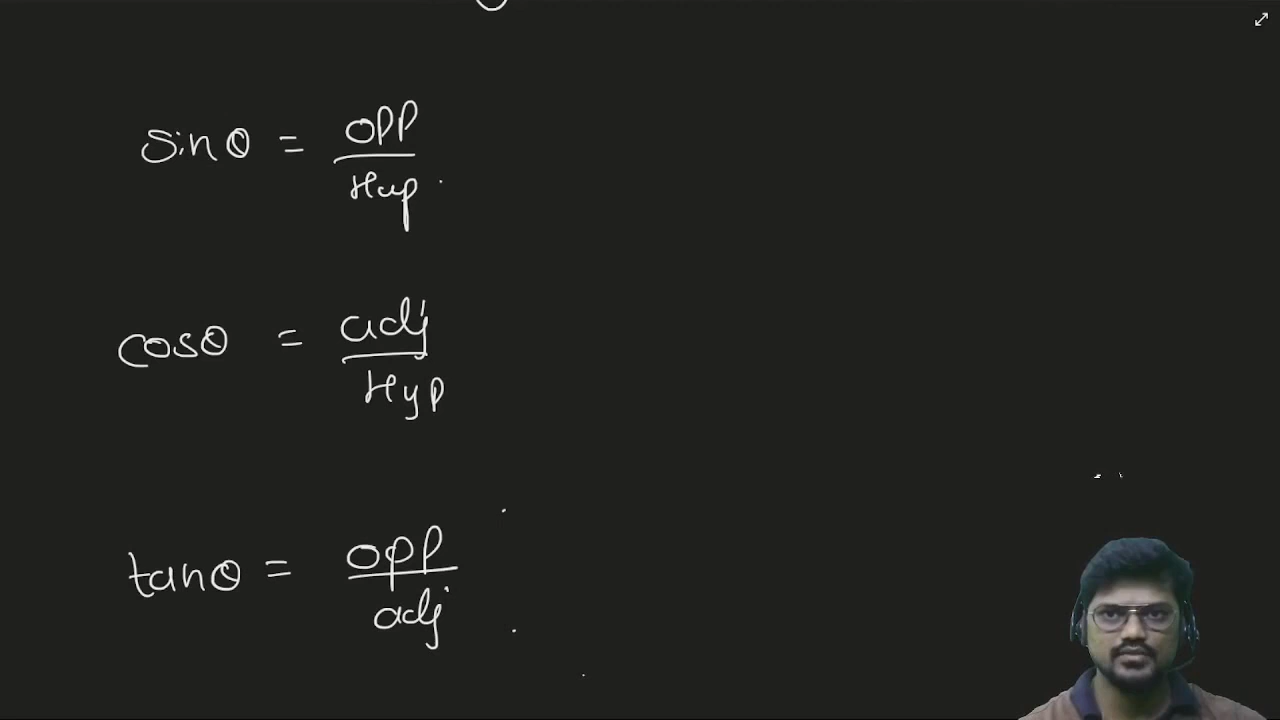 sinθ = opp
Hyp
cosθ = adj
Hyp
tanθ = opp
adj